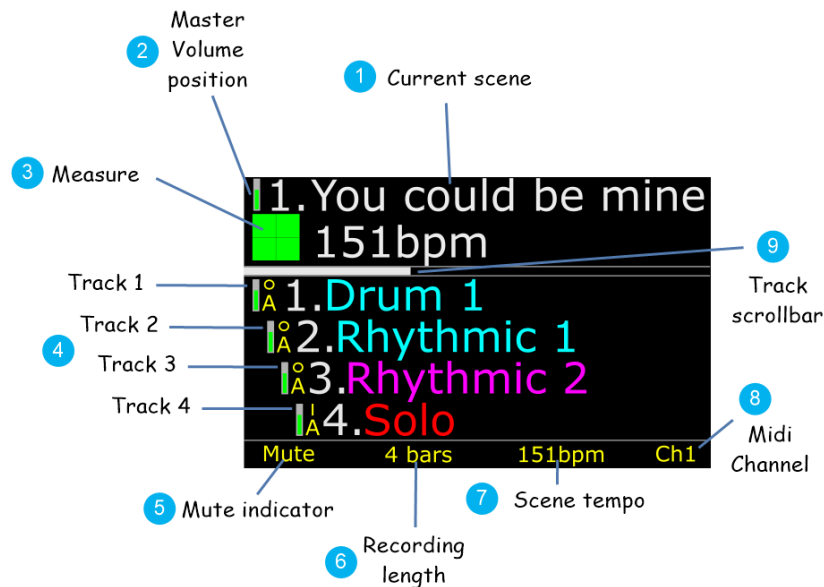 Master
Volume
position
2
1
Current scene
3
Measure
1.You could be mine
151bpm
9
Track
scrollbar
4
Track 1
Track 2
Track 3
Track 4
O
A
1.Drum 1
O
A
2.Rhythmic 1
O
A
3.Rhythmic 2
I
A
4.Solo
Mute
4 bars
151bpm
Ch1
8
Midi
Channel
5
Mute indicator
6
Recording
length
7
Scene tempo